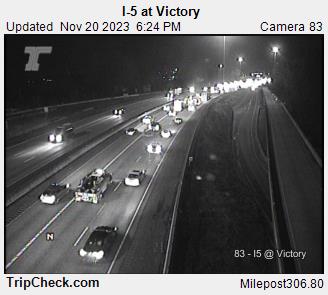 I-5 at Victory
Updated Nov 20 2023 6:24 PM Camera 83
T
N
83 - I5 @ Victory
TripCheck.com Milepost306.80